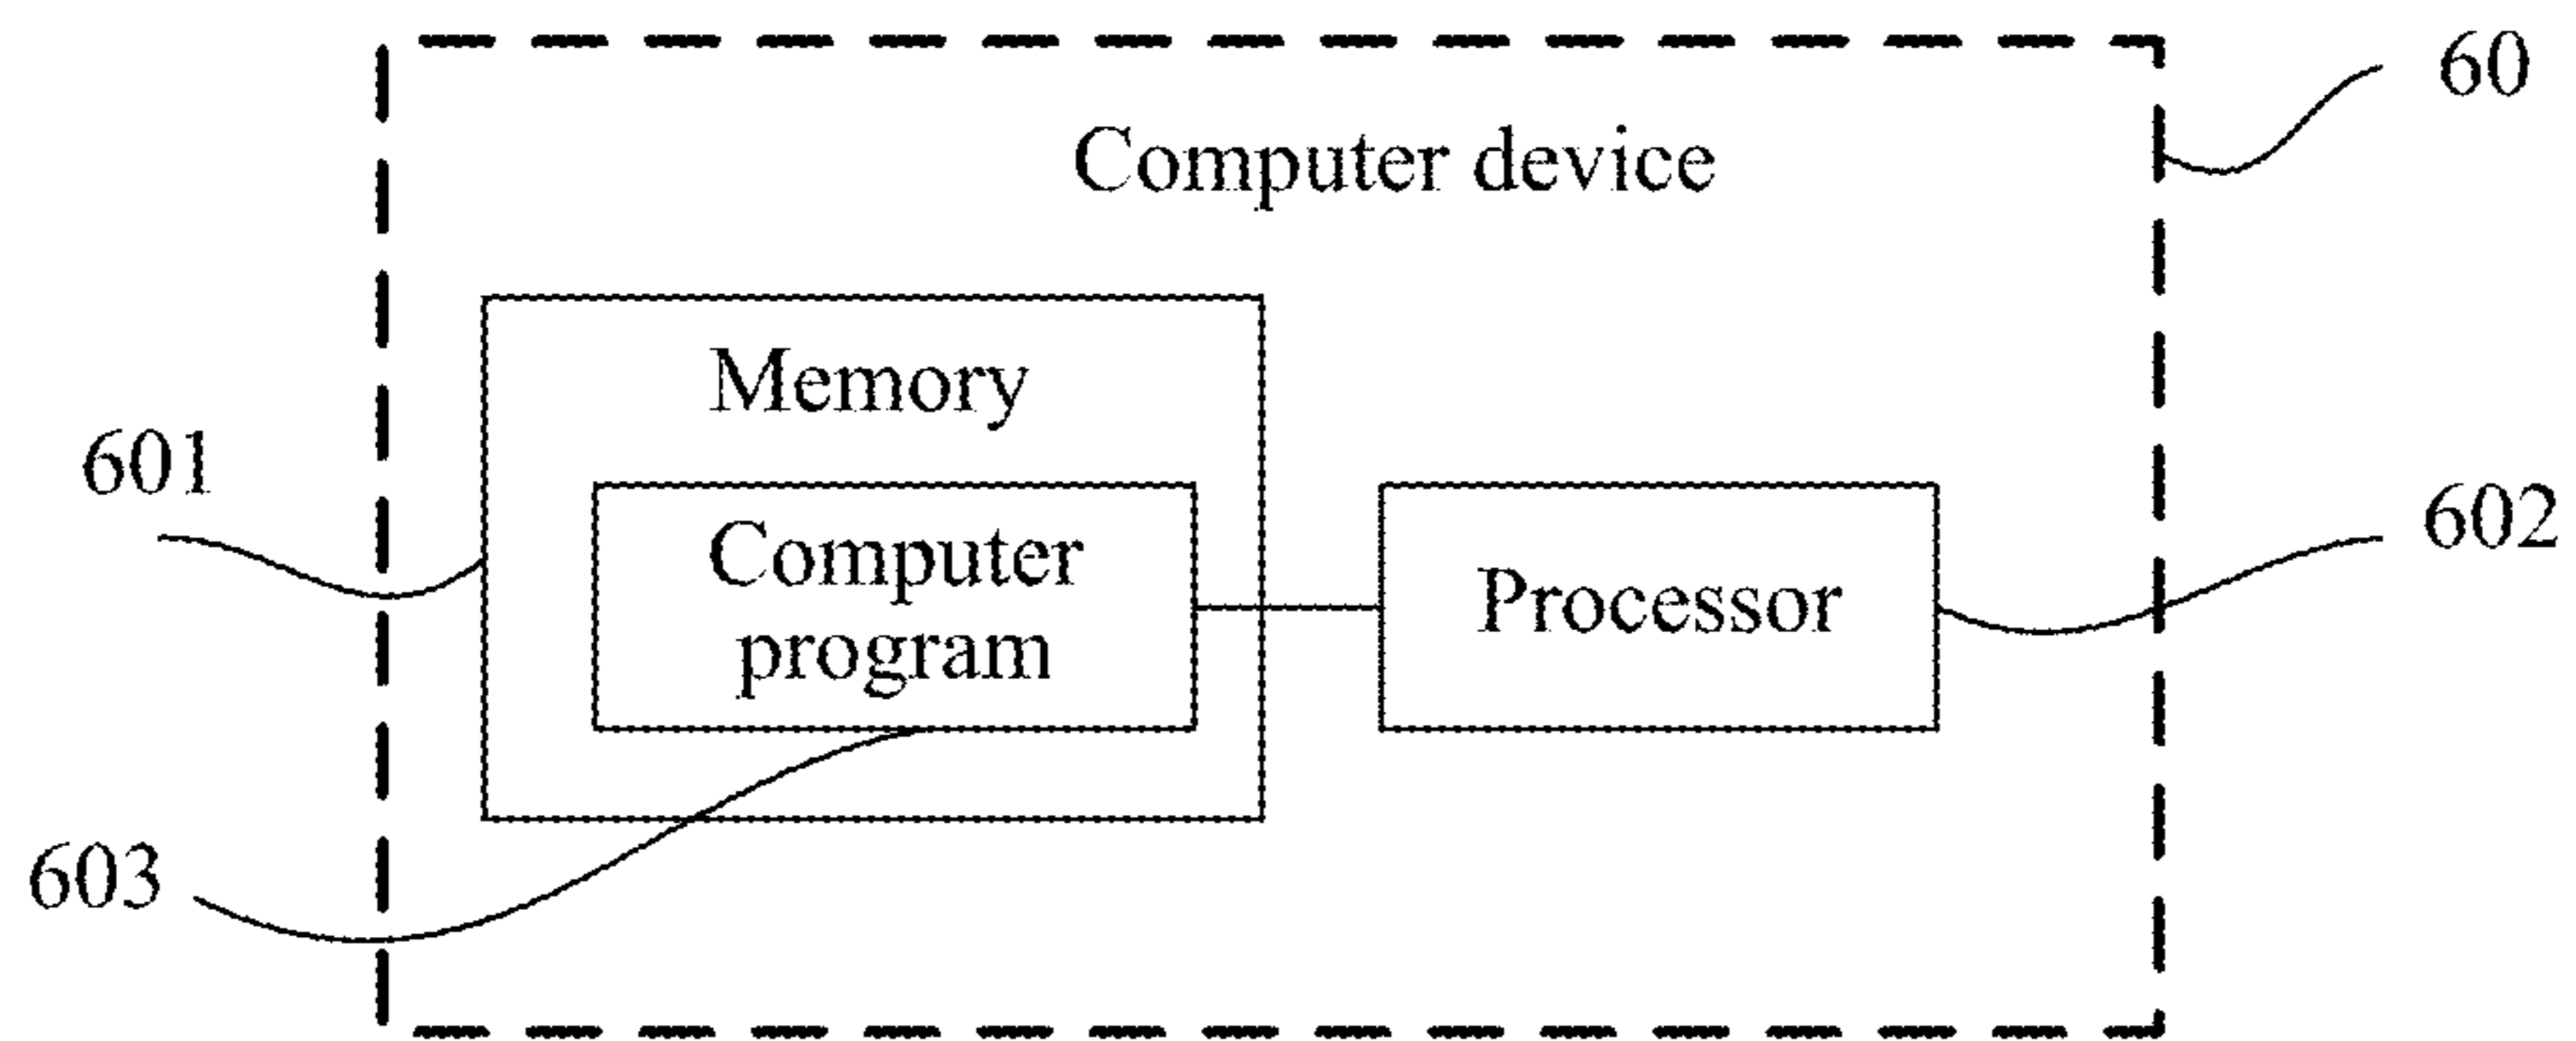 60
Computer device
Memory
601
Computer
program
Processor
602
603